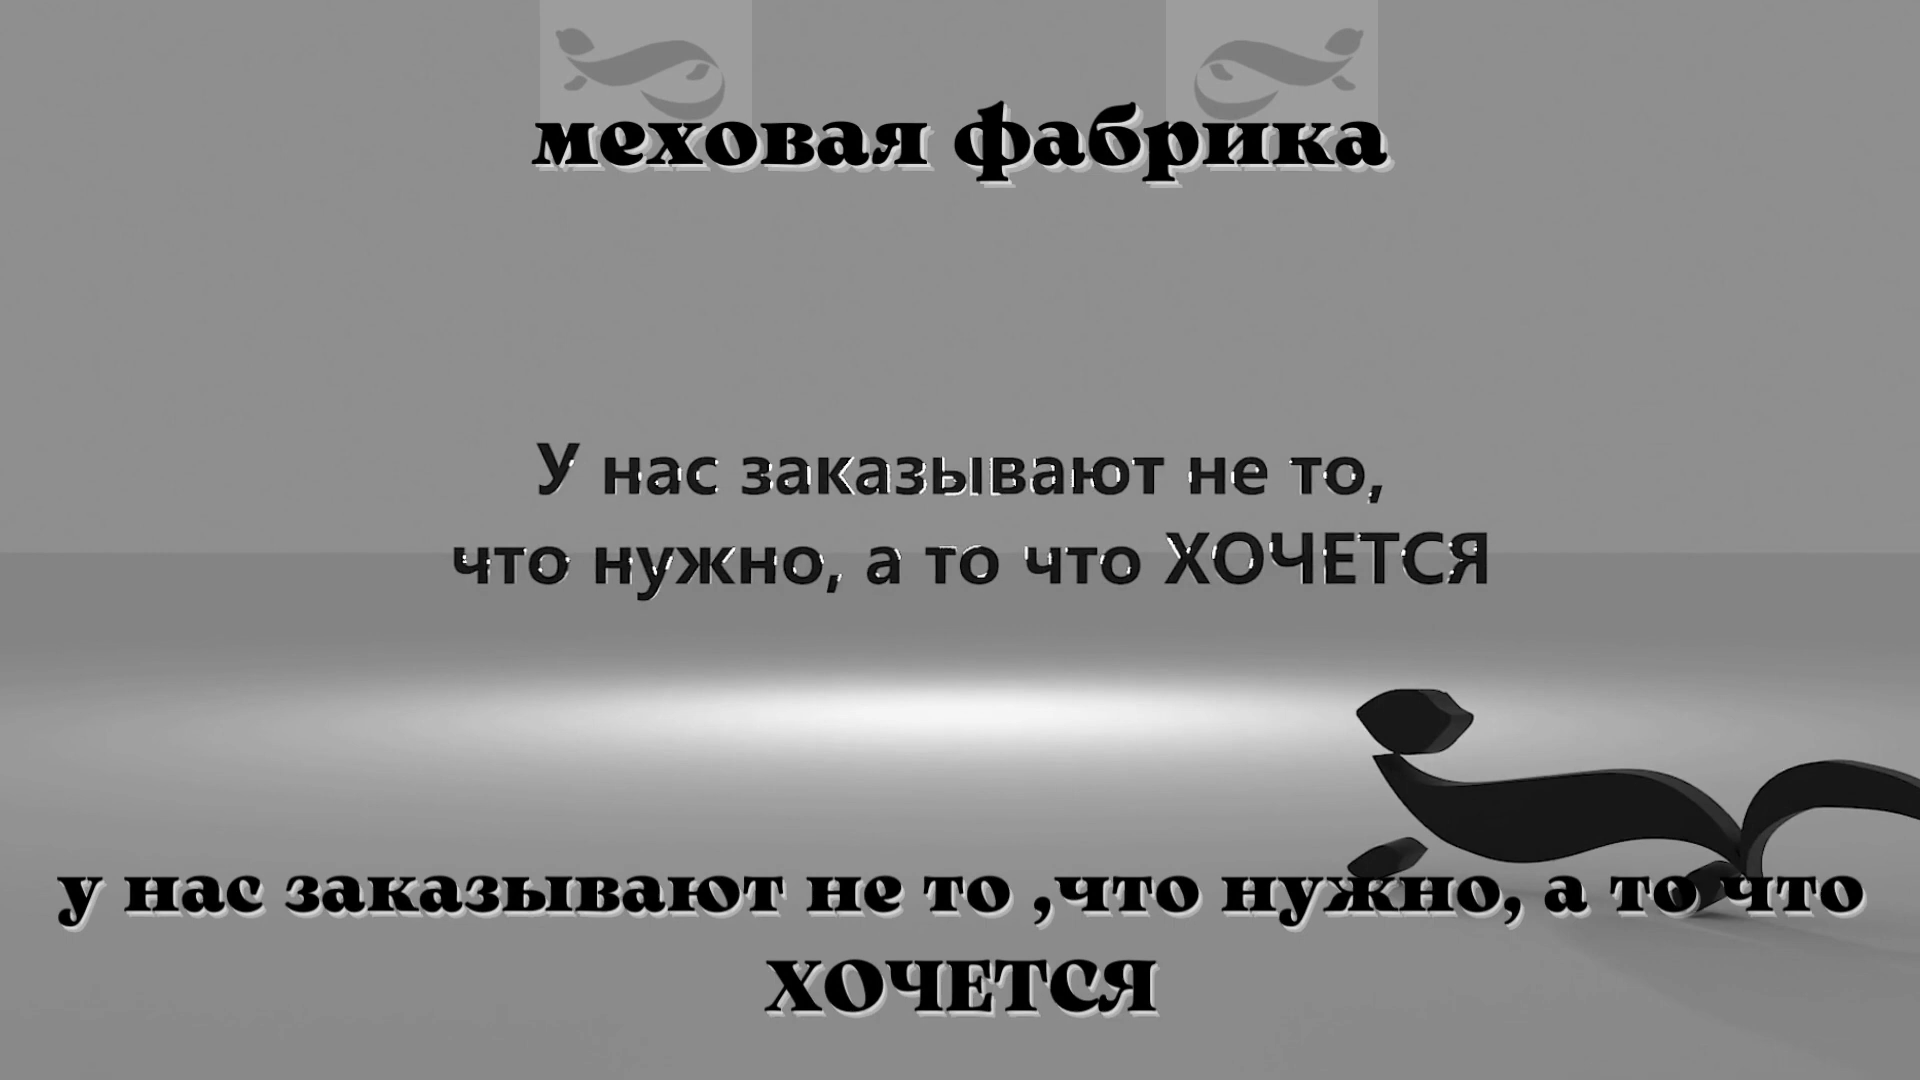 меховая фабрика
У нас заказывают не то,
что нужно, а то что ХОЧЕТСЯ
у нас заказывают не то ,что нужно, а то что
ХОЧЕТСЯ